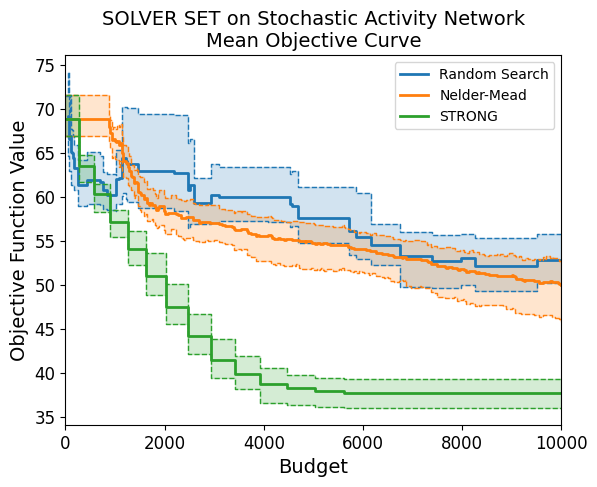 SOLVER SET on Stochastic Activity Network
Mean Objective Curve
Objective Function Value
75
70
65
60
55
50
45
40
35
Random Search
Nelder-Mead
STRONG
0
2000
4000
6000
8000
10000
Budget